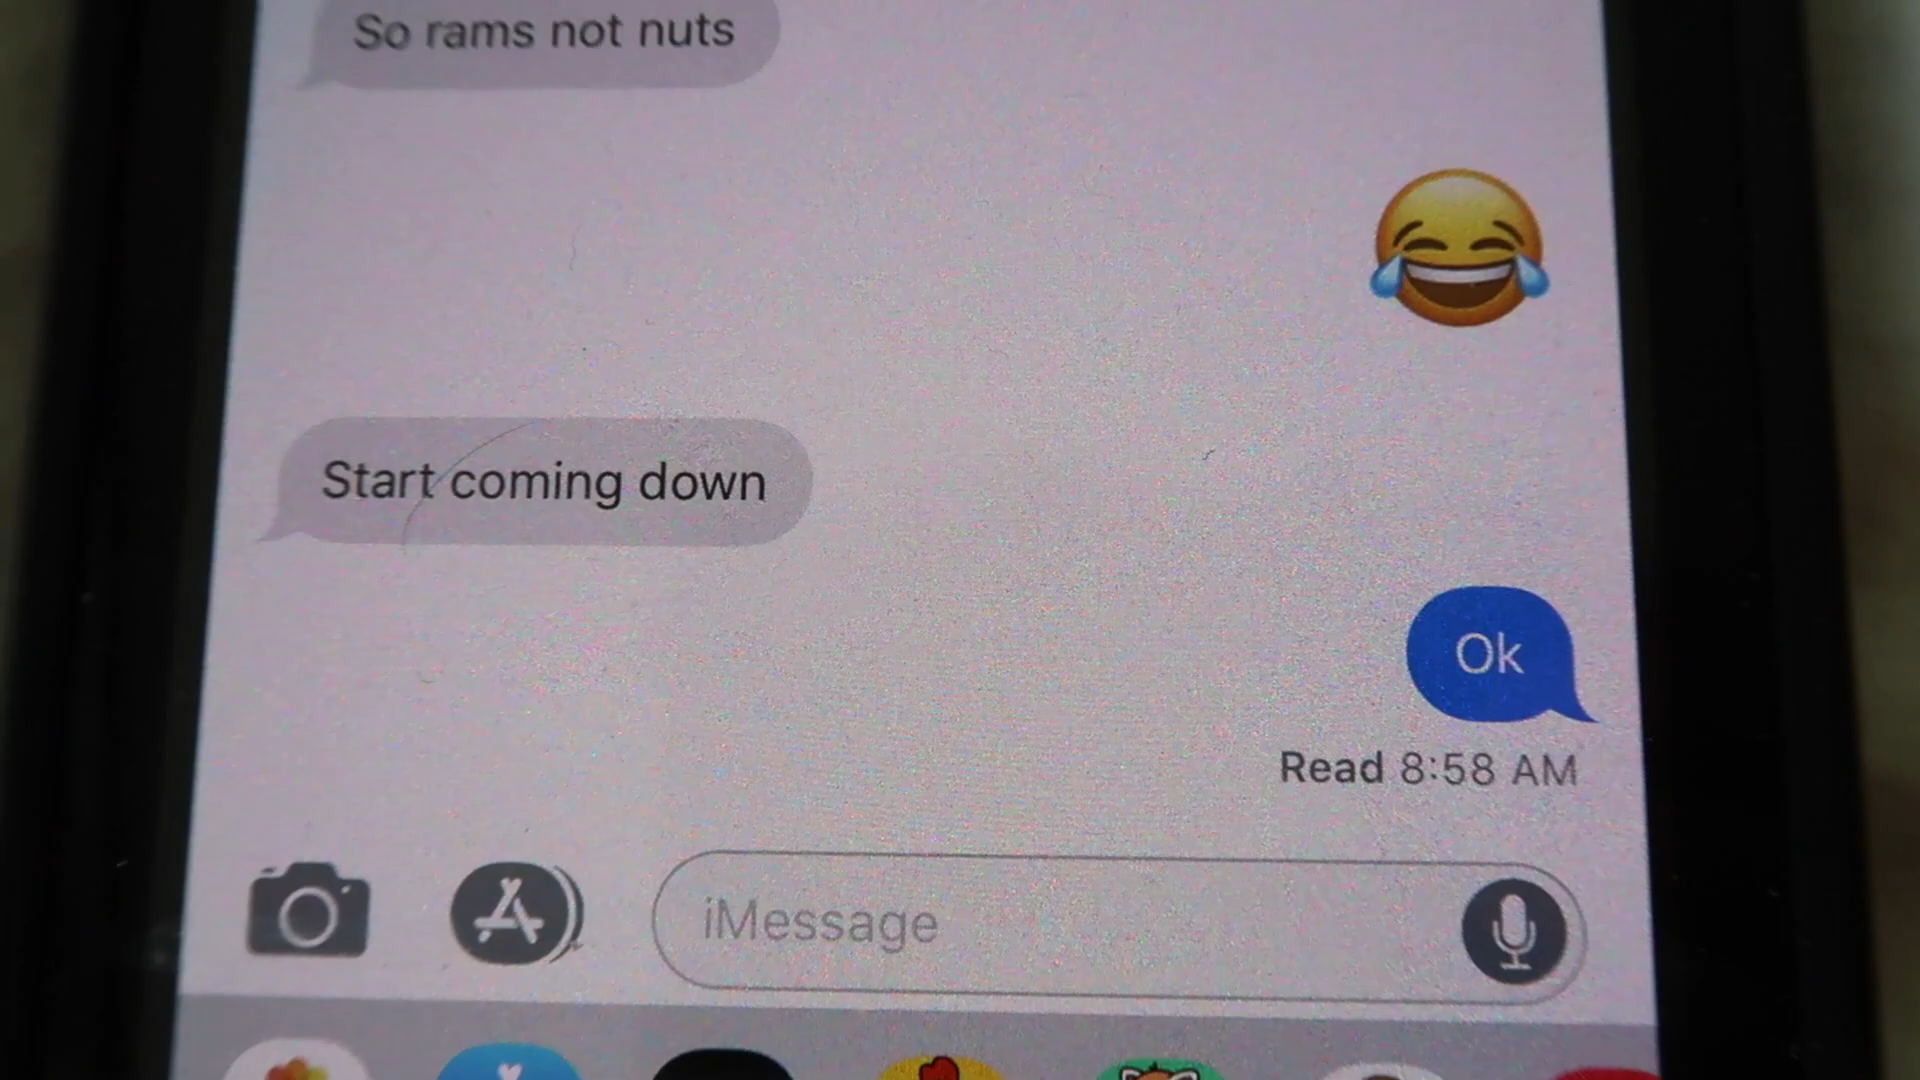 So rams not nuts
😂
Start coming down
Ok
Read 8:58 AM
iMessage